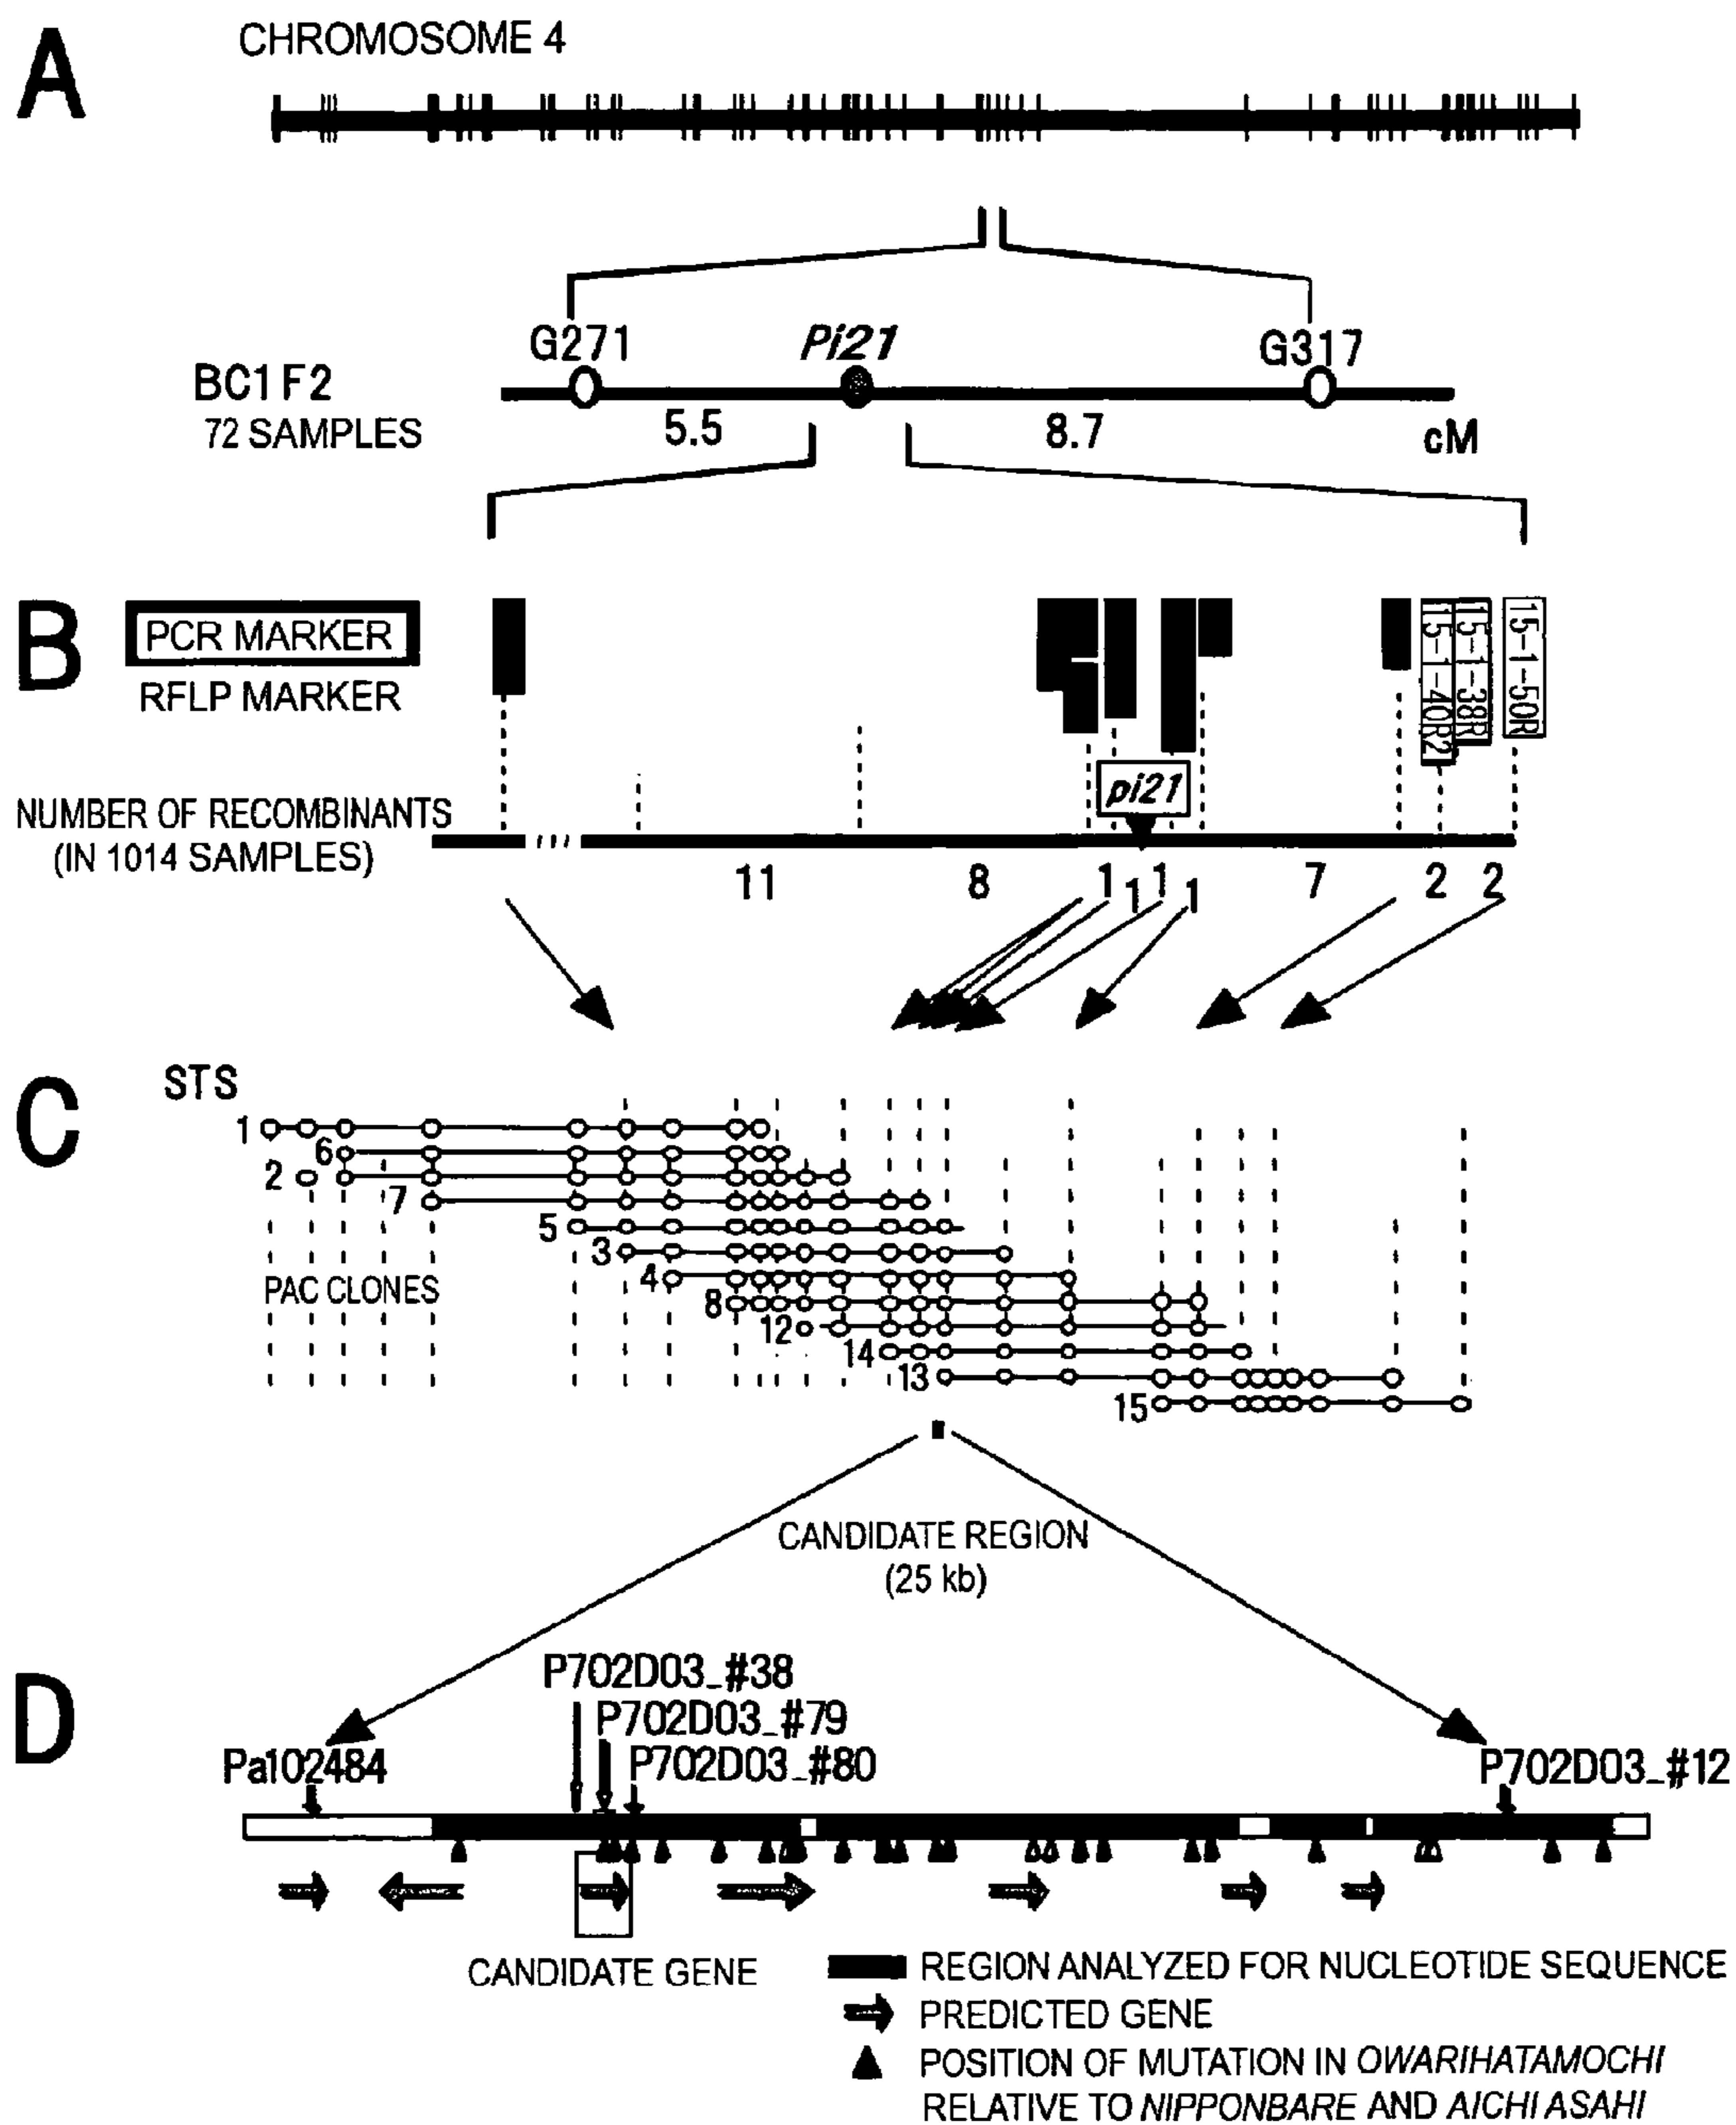 A
CHROMOSOME 4
G271
Pi21
G317
BC1F2
72 SAMPLES
5.5
8.7
cM
B
PCR MARKER
RFLP MARKER
15-1-40R2
15-1-38R
15-1-50R
pi21
NUMBER OF RECOMBINANTS
(IN 1014 SAMPLES)
11
8
1
1
1
1
7
2
2
C
STS
1
6
2
7
5
3
PAC CLONES
4
8
12
14
13
15
CANDIDATE REGION
(25 kb)
D
P702D03_#38
P702D03_#79
Pa102484
P702D03_#80
P702D03_#12
CANDIDATE GENE
REGION ANALYZED FOR NUCLEOTIDE SEQUENCE
PREDICTED GENE
POSITION OF MUTATION IN OWARIHATAMOCHI
RELATIVE TO NIPPONBARE AND AICHI ASAHI